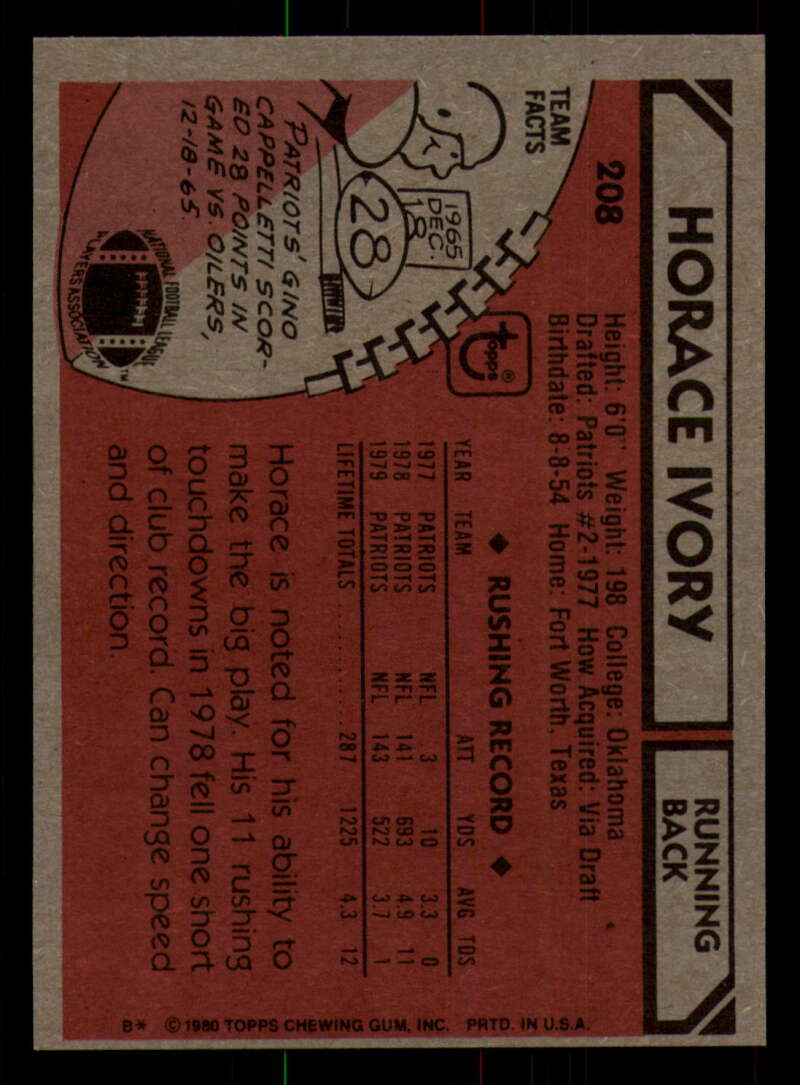 HORACE IVORY
RUNNING
BACK
208
Height: 6'0" Weight: 198 College: Oklahoma
Drafted: Patriots #2-1977 How Acquired: Via Draft
Birthdate: 8-8-54 Home: Fort Worth, Texas
TEAM
FACTS
1965
DEC.
18
28
PATRIOTS' GINO
CAPPELLETTI SCOR-
ED 28 POINTS IN
GAME VS. OILERS,
12-18-65.
topps®
NATIONAL FOOTBALL LEAGUE
PLAYERS ASSOCIATION
™
◆ RUSHING RECORD ◆
YEAR TEAM ATT YDS AVG TDS
1977 PATRIOTS NFL 3 10 3.3 0
1978 PATRIOTS NFL 141 693 4.9 11
1979 PATRIOTS NFL 143 522 3.7 1
LIFETIME TOTALS ............ 287 1225 4.3 12
Horace is noted for his ability to
make the big play. His 11 rushing
touchdowns in 1978 fell one short
of club record. Can change speed
and direction.
B* © 1980 TOPPS CHEWING GUM, INC. PRTD. IN U.S.A.